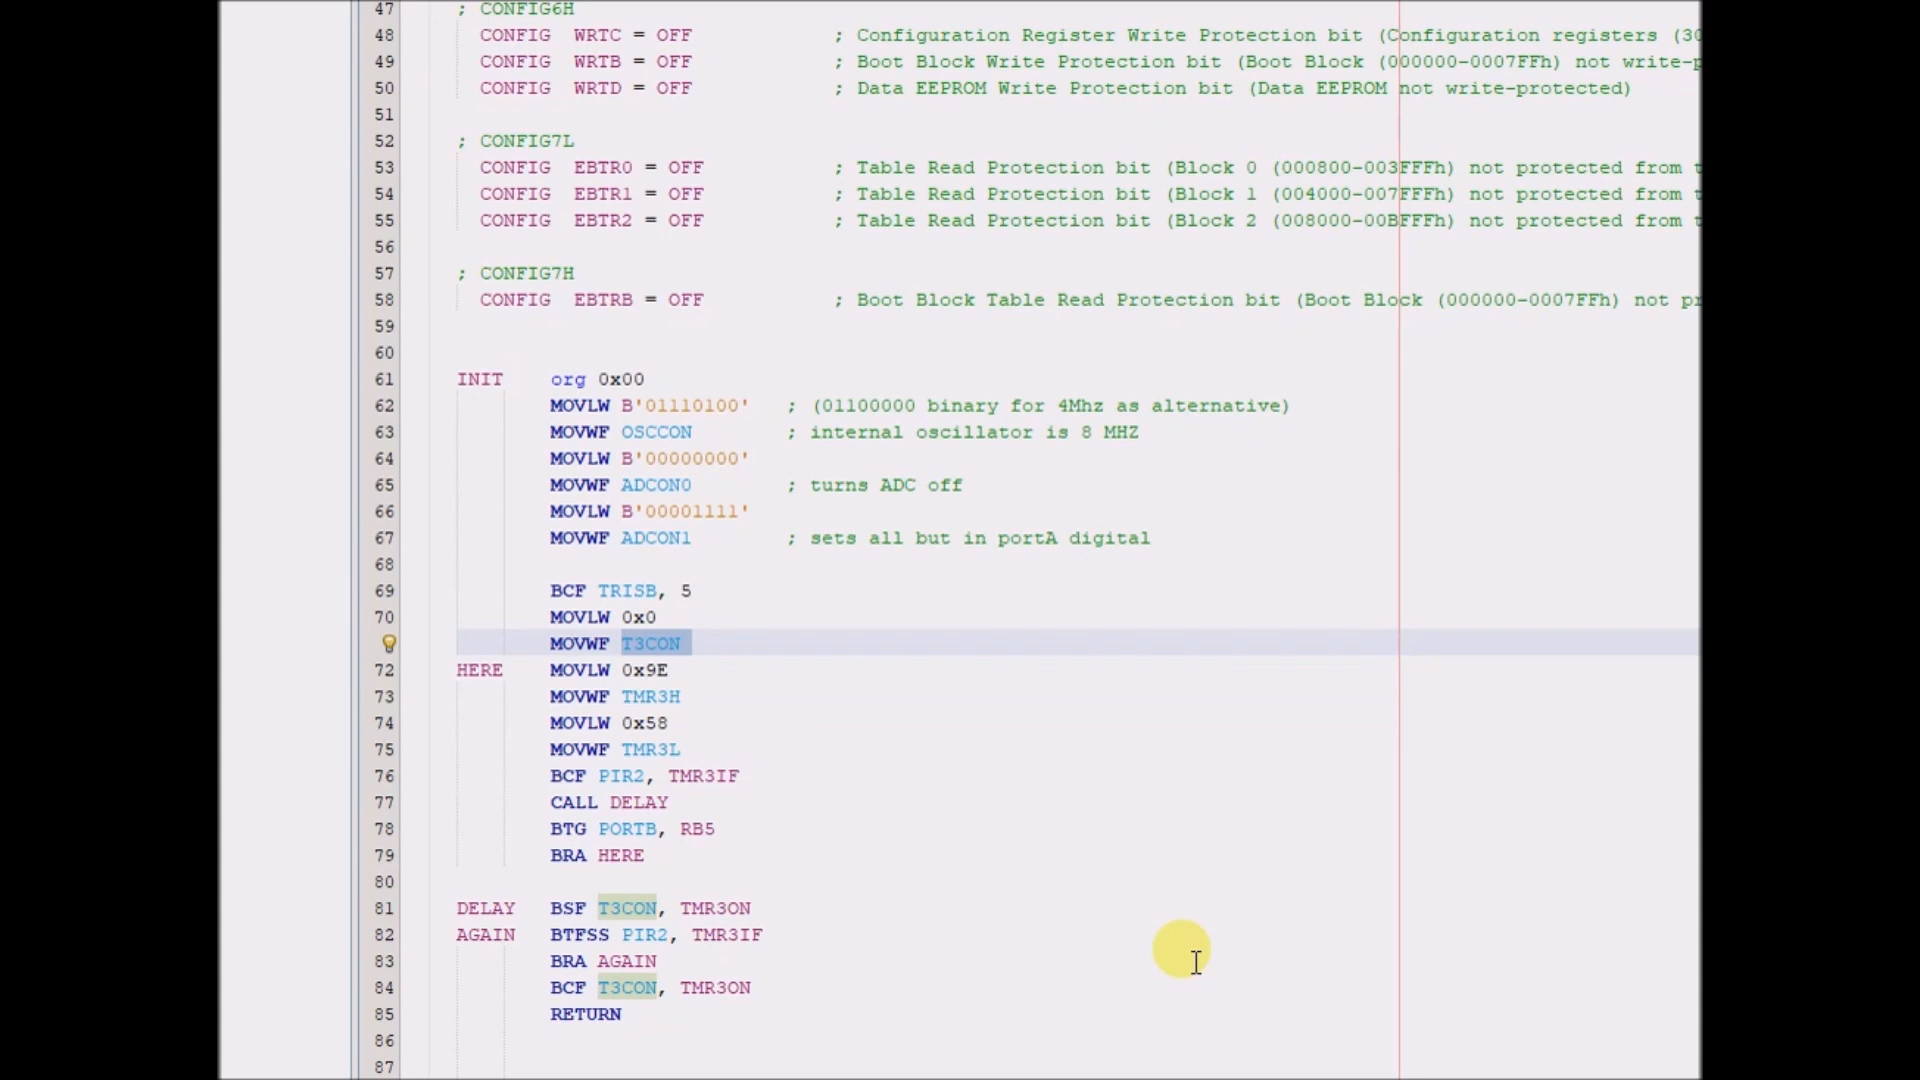 47 ; CONFIG6H
48 CONFIG WRTC = OFF ; Configuration Register Write Protection bit (Configuration registers (30
49 CONFIG WRTB = OFF ; Boot Block Write Protection bit (Boot Block (000000-0007FFh) not write-p
50 CONFIG WRTD = OFF ; Data EEPROM Write Protection bit (Data EEPROM not write-protected)
51
52 ; CONFIG7L
53 CONFIG EBTR0 = OFF ; Table Read Protection bit (Block 0 (000800-003FFFh) not protected from t
54 CONFIG EBTR1 = OFF ; Table Read Protection bit (Block 1 (004000-007FFFh) not protected from t
55 CONFIG EBTR2 = OFF ; Table Read Protection bit (Block 2 (008000-00BFFFh) not protected from t
56
57 ; CONFIG7H
58 CONFIG EBTRB = OFF ; Boot Block Table Read Protection bit (Boot Block (000000-0007FFh) not pr
59
60
61 INIT org 0x00
62 MOVLW B'01110100' ; (01100000 binary for 4Mhz as alternative)
63 MOVWF OSCCON ; internal oscillator is 8 MHZ
64 MOVLW B'00000000'
65 MOVWF ADCON0 ; turns ADC off
66 MOVLW B'00001111'
67 MOVWF ADCON1 ; sets all but in portA digital
68
69 BCF TRISB, 5
70 MOVLW 0x0
MOVWF T3CON
72 HERE MOVLW 0x9E
73 MOVWF TMR3H
74 MOVLW 0x58
75 MOVWF TMR3L
76 BCF PIR2, TMR3IF
77 CALL DELAY
78 BTG PORTB, RB5
79 BRA HERE
80
81 DELAY BSF T3CON, TMR3ON
82 AGAIN BTFSS PIR2, TMR3IF
83 BRA AGAIN
84 BCF T3CON, TMR3ON
85 RETURN
86
87